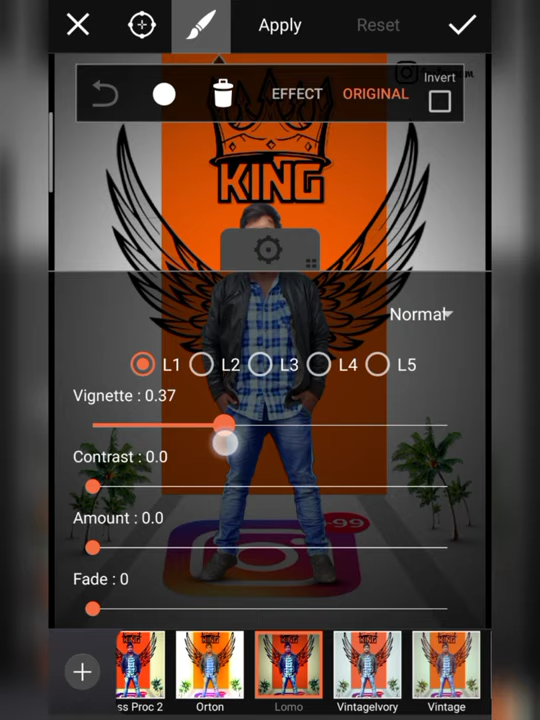 Apply
Reset
EFFECT
ORIGINAL
Invert
KING
Normal
L1
L2
L3
L4
L5
Vignette : 0.37
Contrast : 0.0
Amount : 0.0
Fade : 0
+99
ss Proc 2
Orton
Lomo
VintageIvory
Vintage